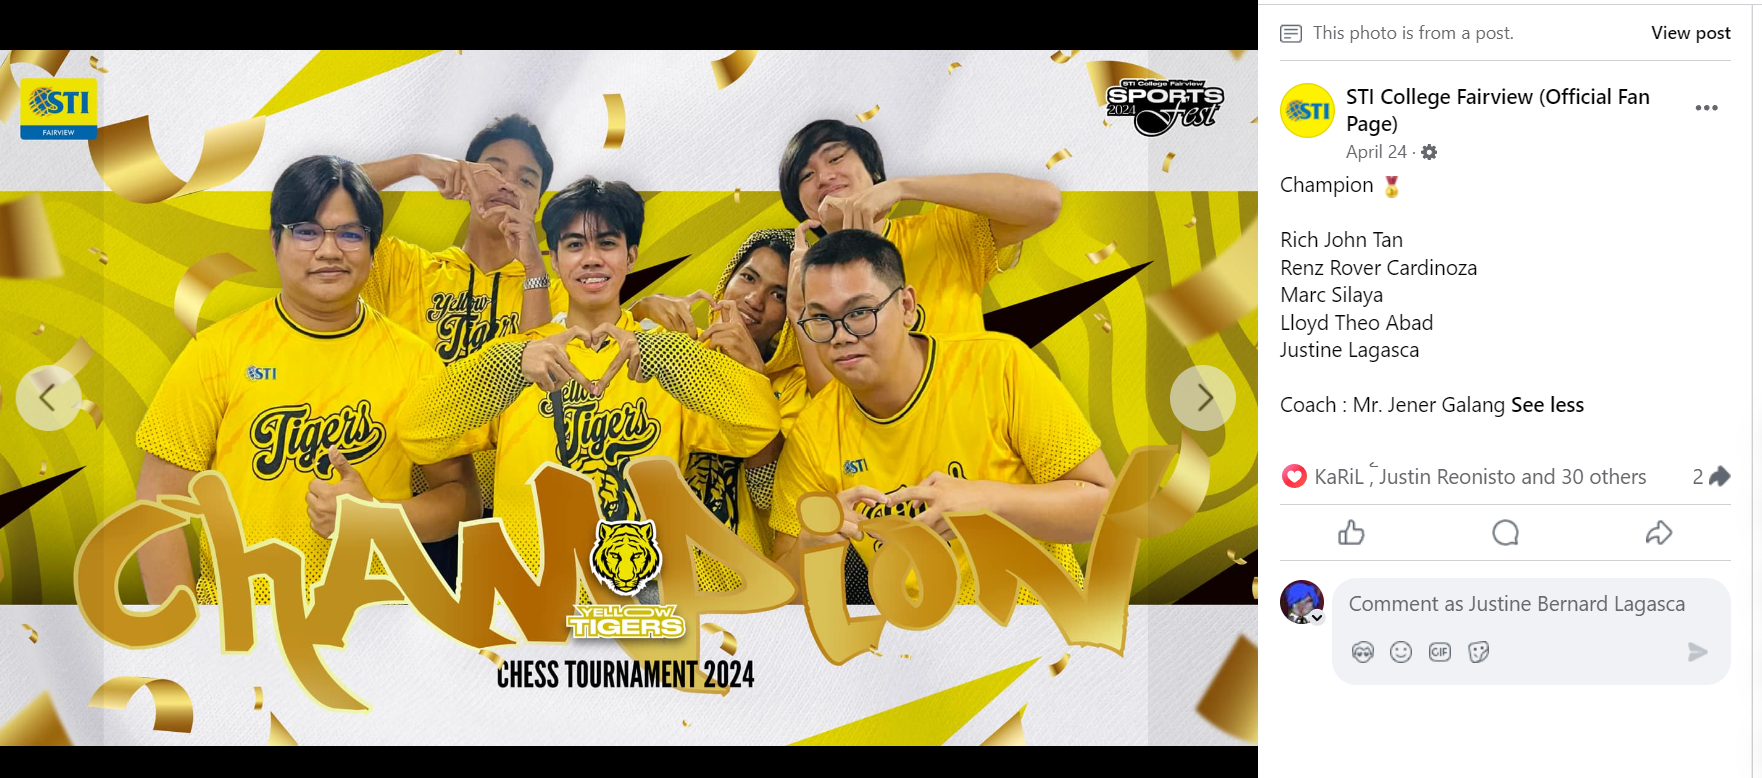 STI
FAIRVIEW
STI College Fairview
SPORTS
2024 Fest
Yellow
Tigers
STI
Tigers
Yellow
Tigers
STI
CHAMPION
YELLOW
TIGERS
CHESS TOURNAMENT 2024
This photo is from a post.
View post
STI
STI College Fairview (Official Fan
Page)
April 24 ·
Champion 🏅
Rich John Tan
Renz Rover Cardinoza
Marc Silaya
Lloyd Theo Abad
Justine Lagasca
Coach : Mr. Jener Galang See less
KaRiL , Justin Reonisto and 30 others
2
Comment as Justine Bernard Lagasca
GIF